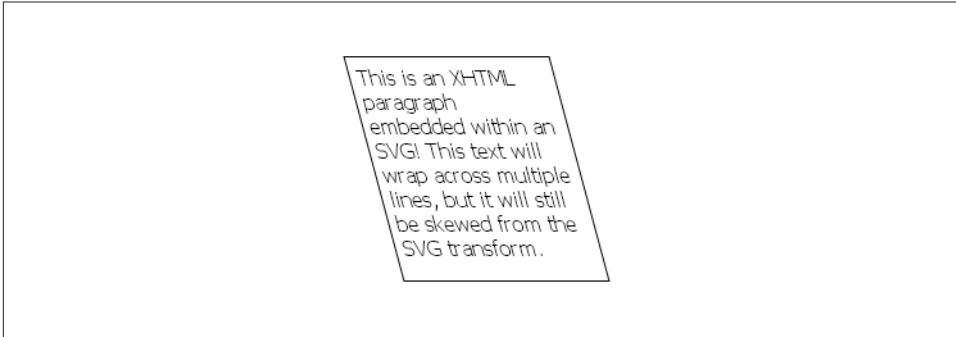 This is an XHTML
paragraph
embedded within an
SVG! This text will
wrap across multiple
lines, but it will still
be skewed from the
SVG transform.